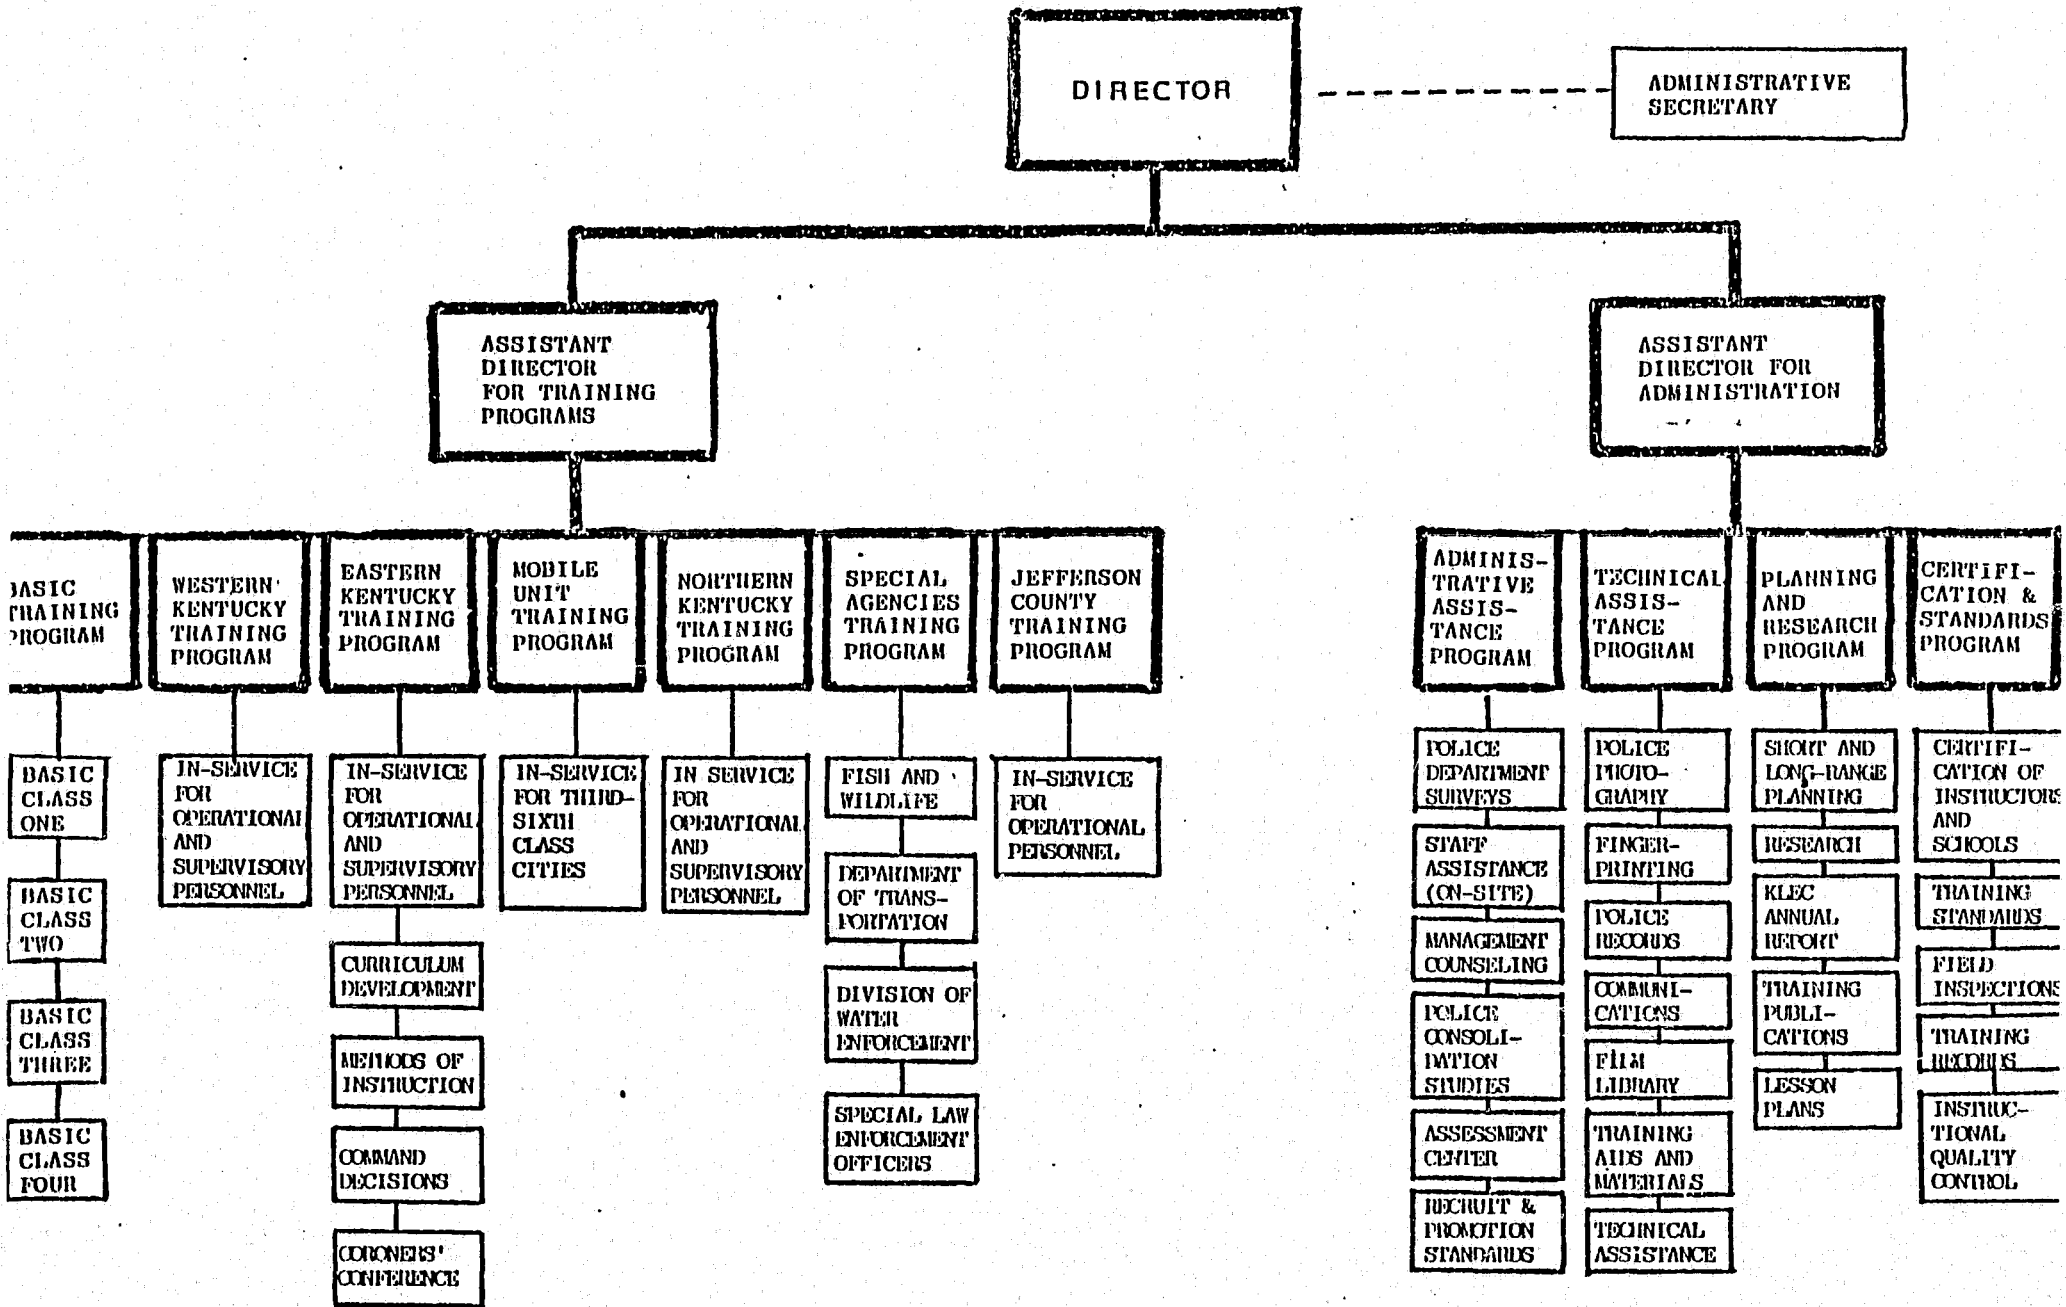 DIRECTOR
ADMINISTRATIVE
SECRETARY
ASSISTANT
DIRECTOR
FOR TRAINING
PROGRAMS
ASSISTANT
DIRECTOR FOR
ADMINISTRATION
BASIC
TRAINING
PROGRAM
WESTERN
KENTUCKY
TRAINING
PROGRAM
EASTERN
KENTUCKY
TRAINING
PROGRAM
MOBILE
UNIT
TRAINING
PROGRAM
NORTHERN
KENTUCKY
TRAINING
PROGRAM
SPECIAL
AGENCIES
TRAINING
PROGRAM
JEFFERSON
COUNTY
TRAINING
PROGRAM
ADMINIS-
TRATIVE
ASSIS-
TANCE
PROGRAM
TECHNICAL
ASSIS-
TANCE
PROGRAM
PLANNING
AND
RESEARCH
PROGRAM
CERTIFI-
CATION &
STANDARDS
PROGRAM
BASIC
CLASS
ONE
BASIC
CLASS
TWO
BASIC
CLASS
THREE
BASIC
CLASS
FOUR
IN-SERVICE
FOR
OPERATIONAL
AND
SUPERVISORY
PERSONNEL
IN-SERVICE
FOR
OPERATIONAL
AND
SUPERVISORY
PERSONNEL
CURRICULUM
DEVELOPMENT
METHODS OF
INSTRUCTION
COMMAND
DECISIONS
CORONERS'
CONFERENCE
IN-SERVICE
FOR THIRD-
SIXTH
CLASS
CITIES
IN SERVICE
FOR
OPERATIONAL
AND
SUPERVISORY
PERSONNEL
FISH AND
WILDLIFE
DEPARTMENT
OF TRANS-
PORTATION
DIVISION OF
WATER
ENFORCEMENT
SPECIAL LAW
ENFORCEMENT
OFFICERS
IN-SERVICE
FOR
OPERATIONAL
PERSONNEL
POLICE
DEPARTMENT
SURVEYS
STAFF
ASSISTANCE
(ON-SITE)
MANAGEMENT
COUNSELING
POLICE
CONSOLI-
DATION
STUDIES
ASSESSMENT
CENTER
RECRUIT &
PROMOTION
STANDARDS
POLICE
PHOTO-
GRAPHY
FINGER-
PRINTING
POLICE
RECORDS
COMMUNI-
CATIONS
FILM
LIBRARY
TRAINING
AIDS AND
MATERIALS
TECHNICAL
ASSISTANCE
SHORT AND
LONG-RANGE
PLANNING
RESEARCH
KLEC
ANNUAL
REPORT
TRAINING
PUBLI-
CATIONS
LESSON
PLANS
CERTIFI-
CATION OF
INSTRUCTORS
AND
SCHOOLS
TRAINING
STANDARDS
FIELD
INSPECTIONS
TRAINING
RECORDS
INSTRUC-
TIONAL
QUALITY
CONTROL